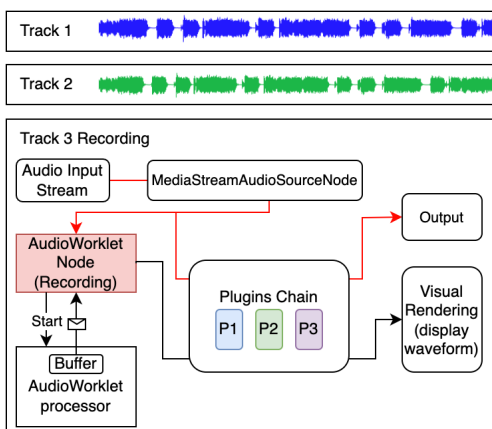 Track 1
Track 2
Track 3 Recording
Audio Input
Stream
MediaStreamAudioSourceNode
Output
AudioWorklet
Node
(Recording)
Plugins Chain
P1
P2
P3
Visual
Rendering
(display
waveform)
Start
Buffer
AudioWorklet
processor